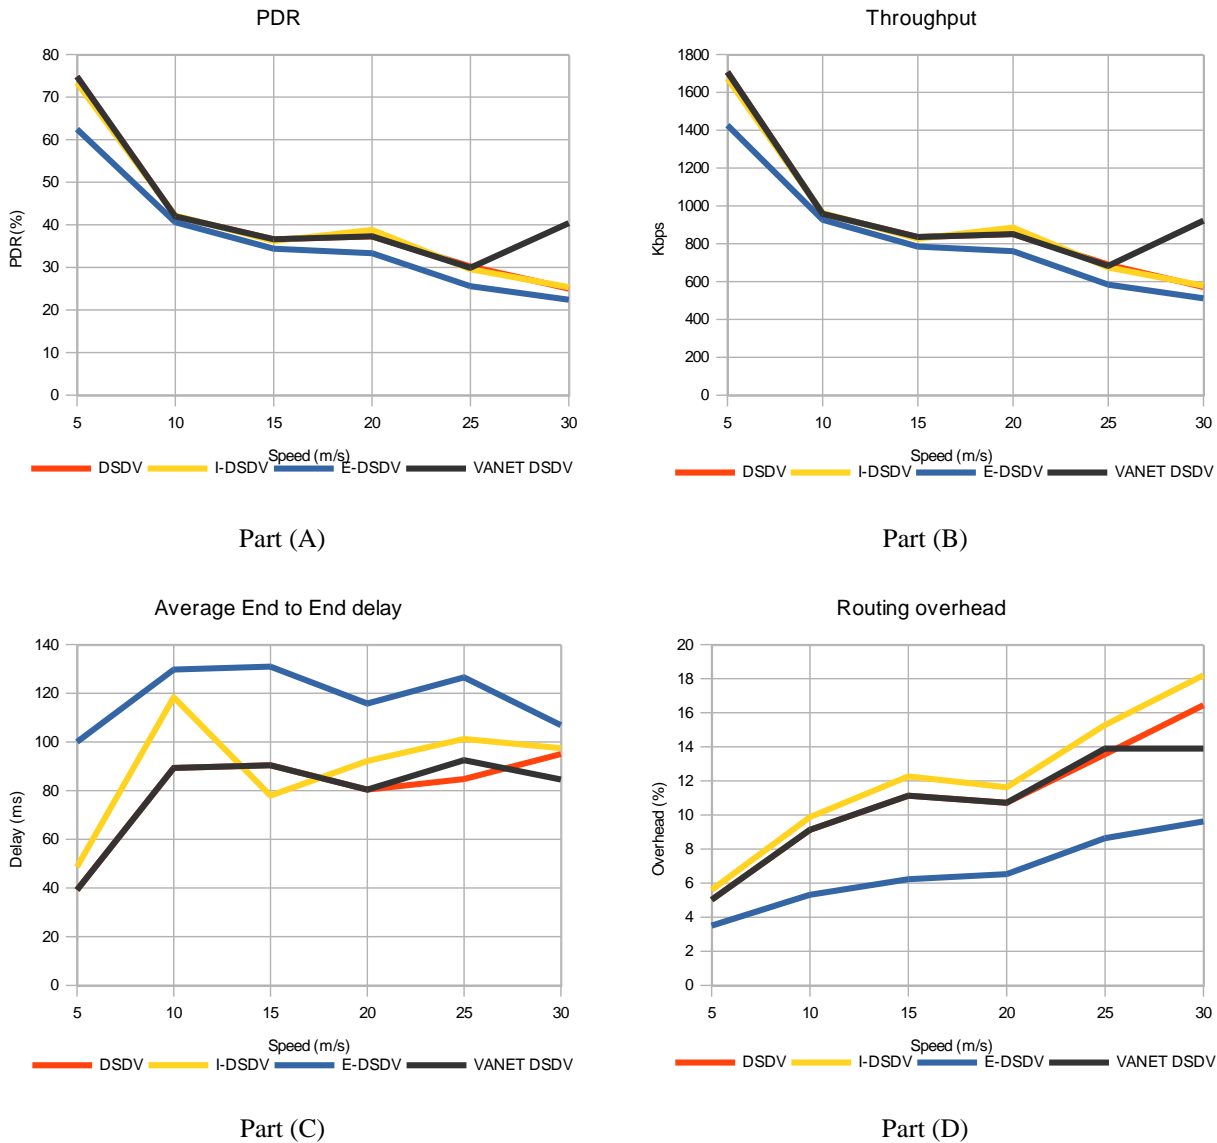 PDR
80
70
60
50
40
30
20
10
0
PDR (%)
5 10 15 20 25 30
Speed (m/s)
DSDV I-DSDV E-DSDV VANET DSDV
Part (A)
Throughput
1800
1600
1400
1200
1000
800
600
400
200
0
Kbps
5 10 15 20 25 30
Speed (m/s)
DSDV I-DSDV E-DSDV VANET DSDV
Part (B)
Average End to End delay
140
120
100
80
60
40
20
0
Delay (ms)
5 10 15 20 25 30
Speed (m/s)
DSDV I-DSDV E-DSDV VANET DSDV
Part (C)
Routing overhead
20
18
16
14
12
10
8
6
4
2
0
Overhead (%)
5 10 15 20 25 30
Speed (m/s)
DSDV I-DSDV E-DSDV VANET DSDV
Part (D)